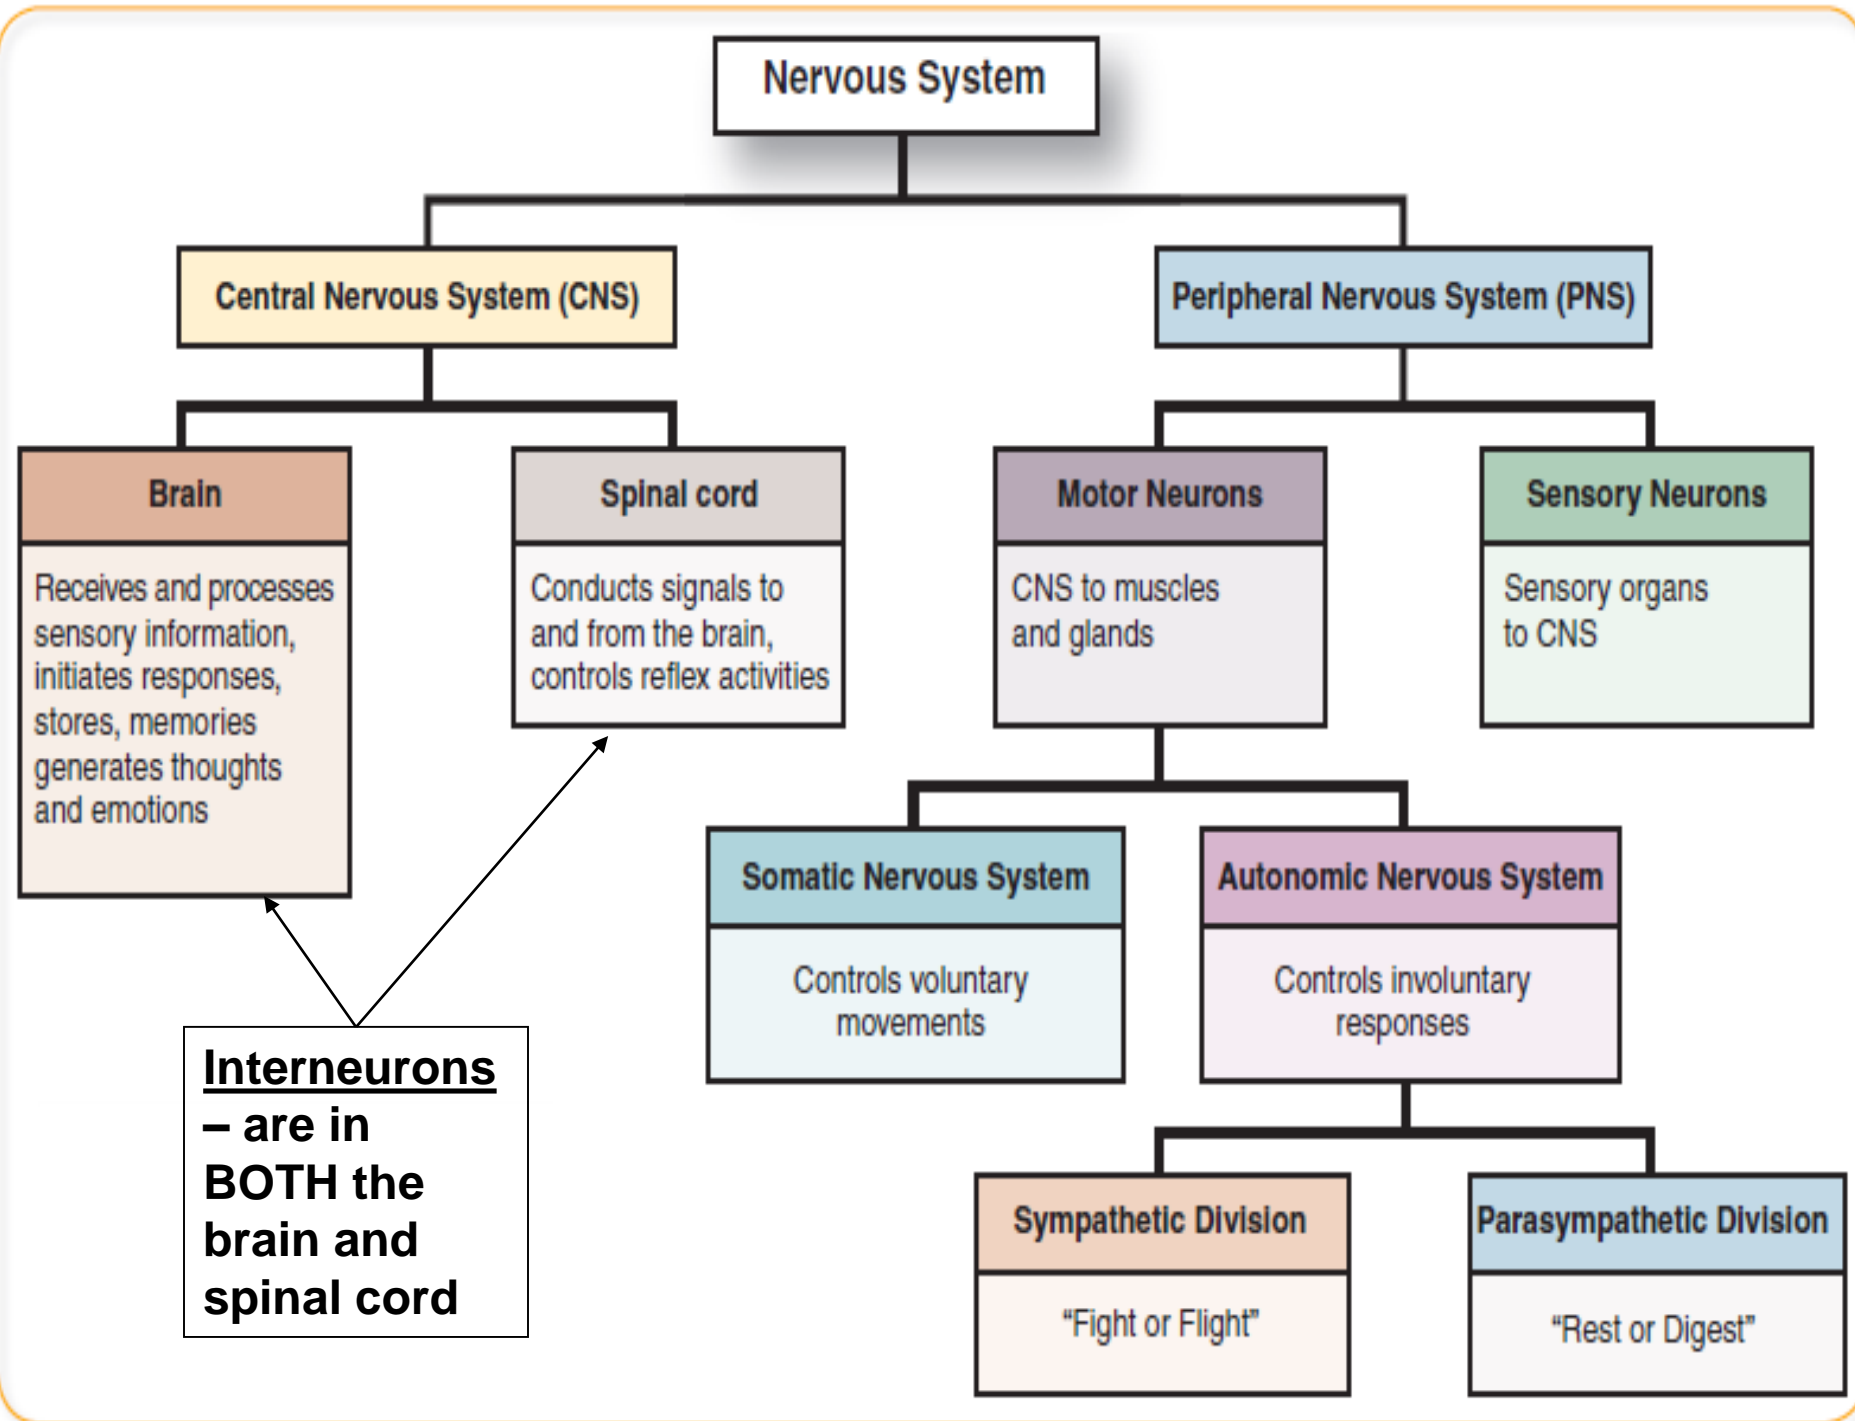 Nervous System
Central Nervous System (CNS)
Peripheral Nervous System (PNS)
Brain
Receives and processes
sensory information,
initiates responses,
stores, memories
generates thoughts
and emotions
Spinal cord
Conducts signals to
and from the brain,
controls reflex activities
Motor Neurons
CNS to muscles
and glands
Sensory Neurons
Sensory organs
to CNS
Somatic Nervous System
Controls voluntary
movements
Autonomic Nervous System
Controls involuntary
responses
Interneurons
– are in
BOTH the
brain and
spinal cord
Sympathetic Division
“Fight or Flight”
Parasympathetic Division
“Rest or Digest”